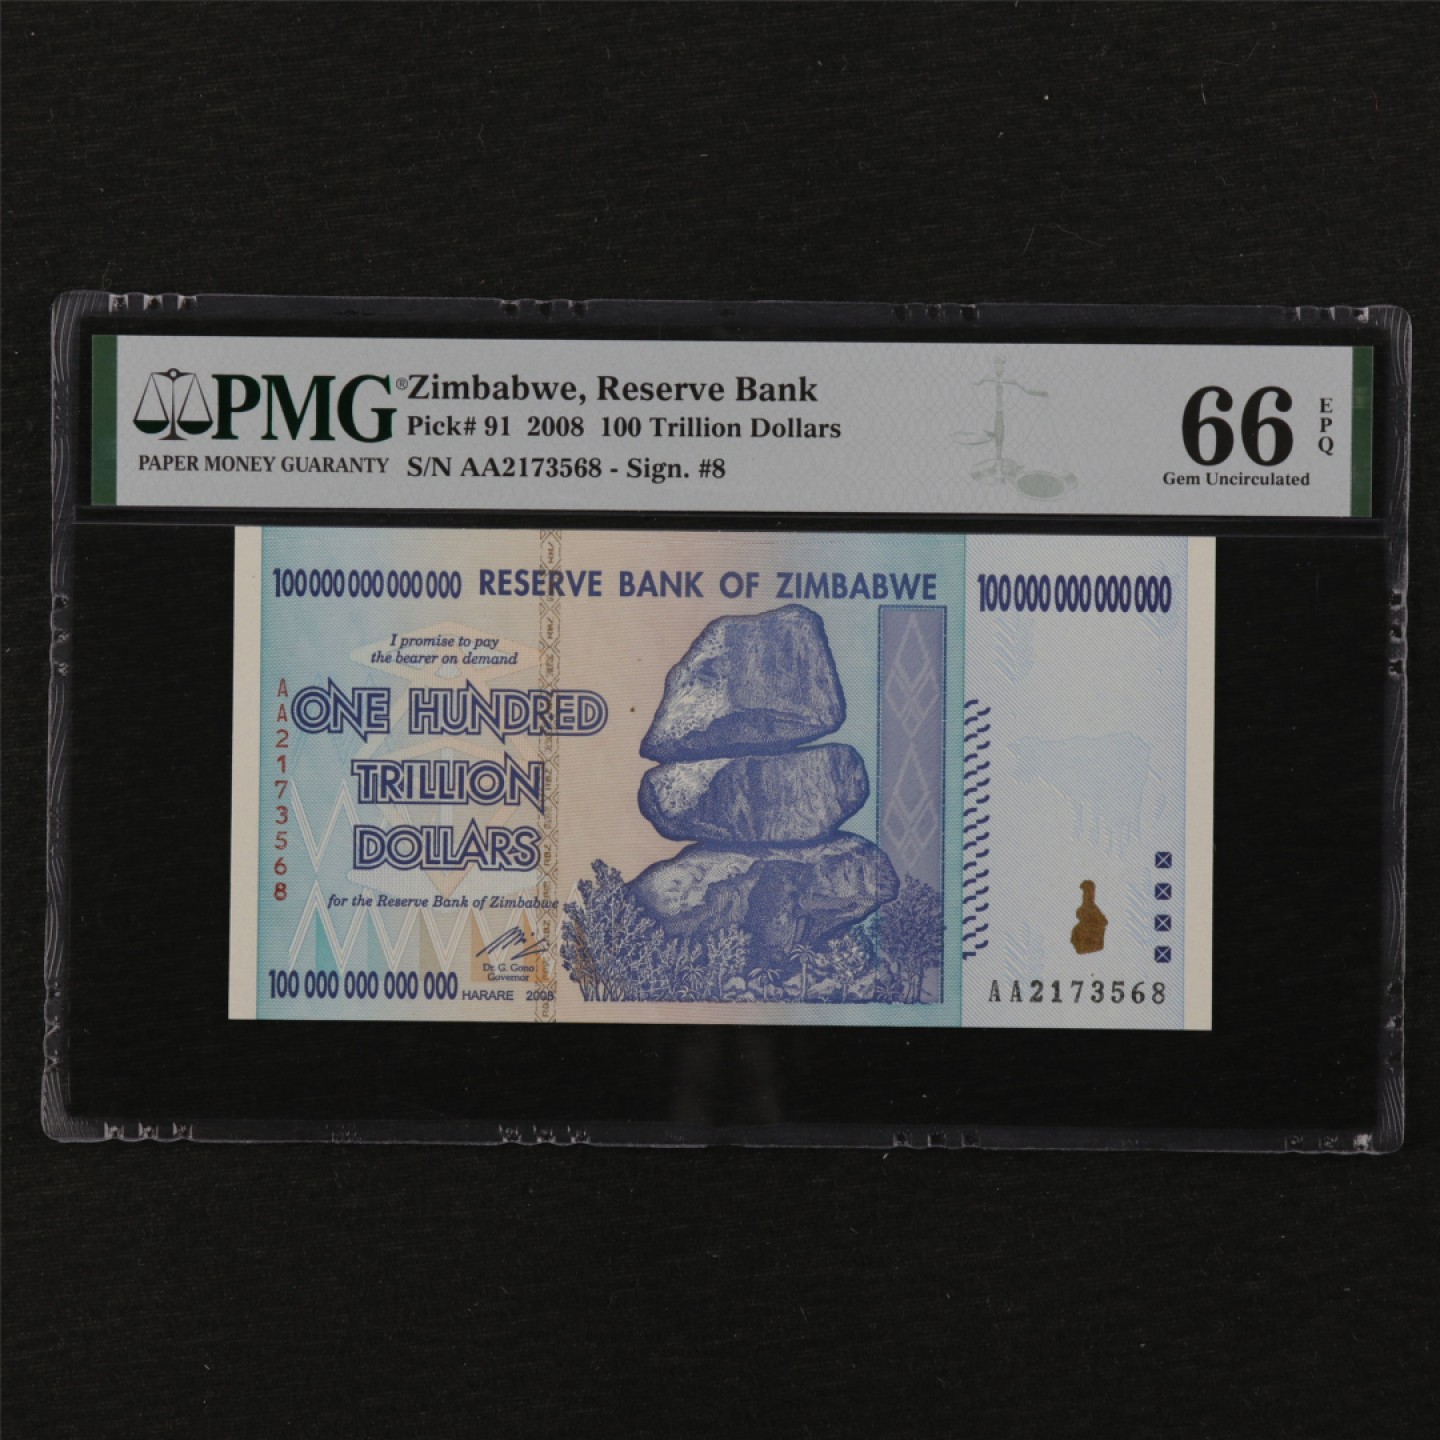 PMG®
PAPER MONEY GUARANTY
Zimbabwe, Reserve Bank
Pick# 91 2008 100 Trillion Dollars
S/N AA2173568 - Sign. #8
66
EPQ
Gem Uncirculated
100 000 000 000 000 RESERVE BANK OF ZIMBABWE 100 000 000 000 000
I promise to pay
the bearer on demand
AA2173568
ONE HUNDRED
TRILLION
DOLLARS
for the Reserve Bank of Zimbabwe
Dr. G. Gono
Governor
100 000 000 000 000 HARARE 2008
AA2173568